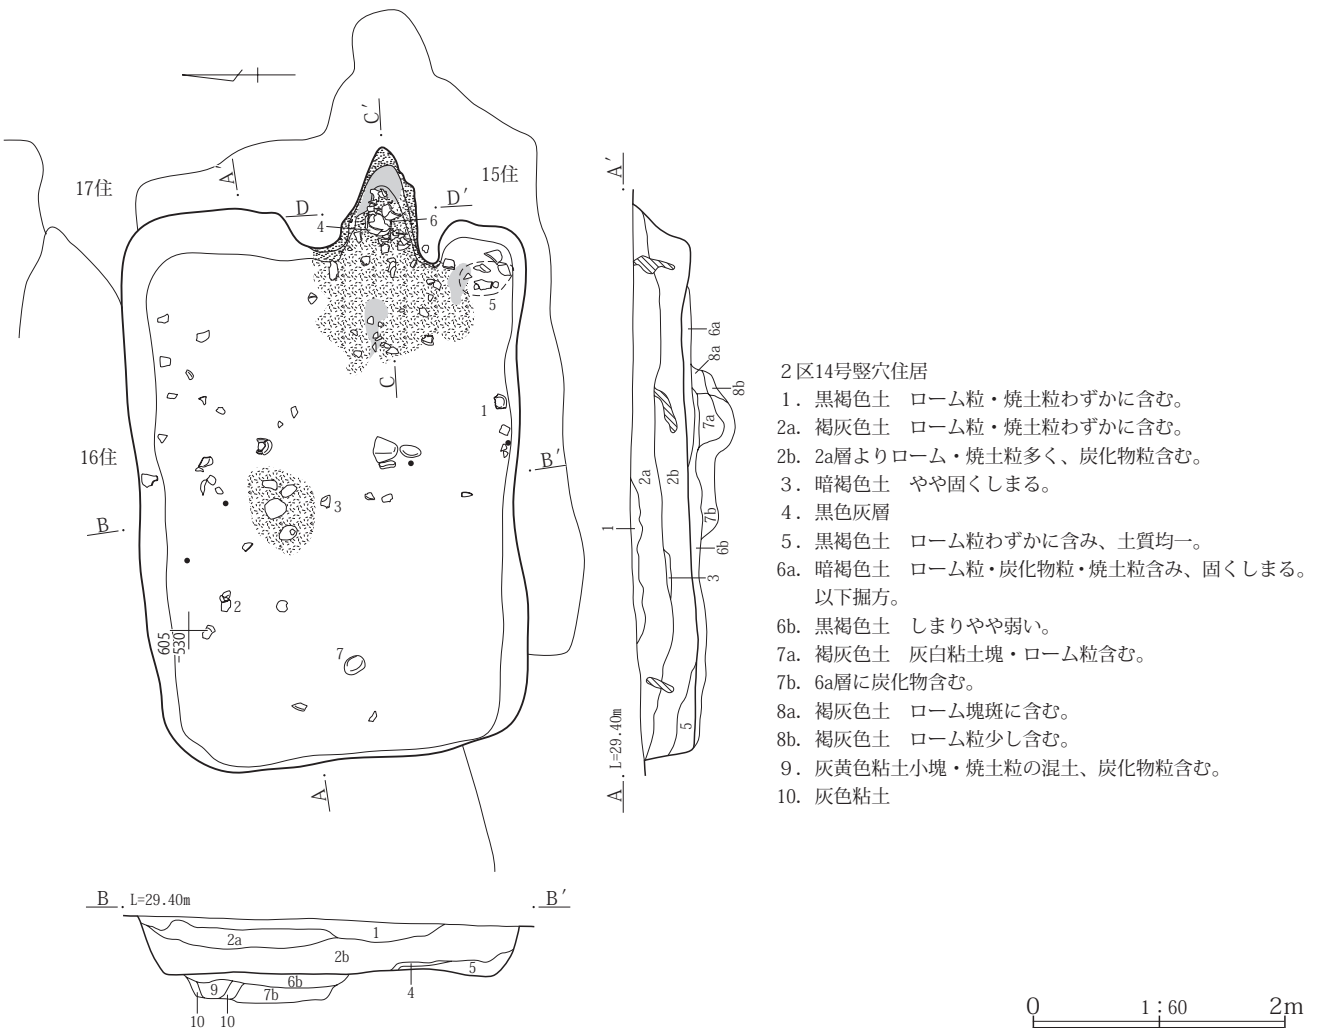 C′
A′
17住
15住
A′
D
D′
4
6
5
C
1
16住
B′
B
3
2
605
-530
7
A
6a
8a
8b
7a
2a
2b
7b
1
6b
3
5
A
L=29.40m
2区14号竪穴住居
1. 黒褐色土　ローム粒・焼土粒わずかに含む。
2a. 褐灰色土　ローム粒・焼土粒わずかに含む。
2b. 2a層よりローム・焼土粒多く、炭化物粒含む。
3. 暗褐色土　やや固くしまる。
4. 黒色灰層
5. 黒褐色土　ローム粒わずかに含み、土質均一。
6a. 暗褐色土　ローム粒・炭化物粒・焼土粒含み、固くしまる。
以下掘方。
6b. 黒褐色土　しまりやや弱い。
7a. 褐灰色土　灰白粘土塊・ローム粒含む。
7b. 6a層に炭化物含む。
8a. 褐灰色土　ローム塊斑に含む。
8b. 褐灰色土　ローム粒少し含む。
9. 灰黄色粘土小塊・焼土粒の混土、炭化物粒含む。
10. 灰色粘土
B
L=29.40m
B′
2a
1
2b
5
6b
9
7b
4
10
10
0
1:60
2m